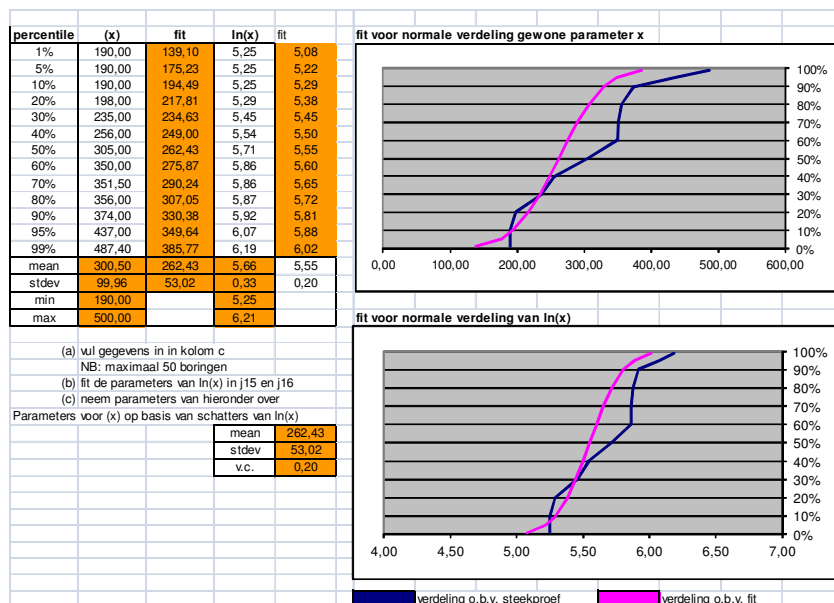 percentile (x) fit ln(x) fit
1% 190,00 139,10 5,25 5,08
5% 190,00 175,23 5,25 5,22
10% 190,00 194,49 5,25 5,29
20% 198,00 217,81 5,29 5,38
30% 235,00 234,63 5,45 5,45
40% 256,00 249,00 5,54 5,50
50% 305,00 262,43 5,71 5,55
60% 350,00 275,87 5,86 5,60
70% 351,50 290,24 5,86 5,65
80% 356,00 307,05 5,87 5,72
90% 374,00 330,38 5,92 5,81
95% 437,00 349,64 6,07 5,88
99% 487,40 385,77 6,19 6,02
mean 300,50 262,43 5,66 5,55
stdev 99,96 53,02 0,33 0,20
min 190,00 5,25
max 500,00 6,21
(a) vul gegevens in in kolom c
NB: maximaal 50 boringen
(b) fit de parameters van ln(x) in j15 en j16
(c) neem parameters van hieronder over
Parameters voor (x) op basis van schatters van ln(x)
mean 262,43
stdev 53,02
v.c. 0,20
fit voor normale verdeling gewone parameter x
0,00 100,00 200,00 300,00 400,00 500,00 600,00
100%
90%
80%
70%
60%
50%
40%
30%
20%
10%
0%
fit voor normale verdeling van ln(x)
100%
90%
80%
70%
60%
50%
40%
30%
20%
10%
0%
4,00 4,50 5,00 5,50 6,00 6,50 7,00
verdeling o.b.v. steekproef verdeling o.b.v. fit